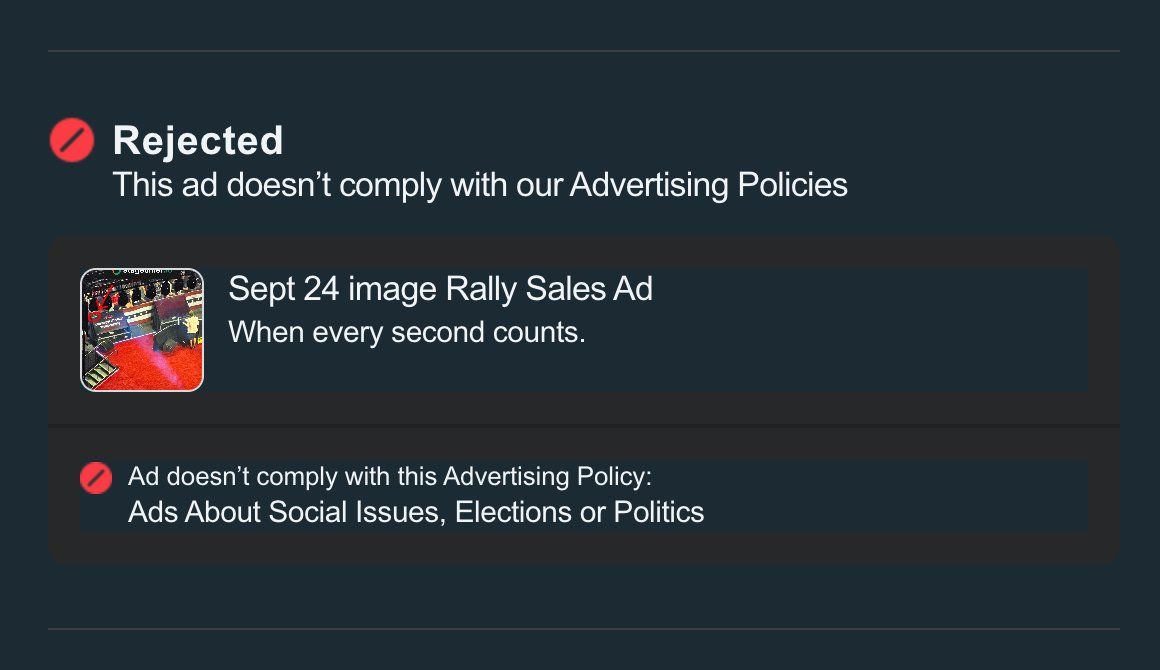 Rejected
This ad doesn’t comply with our Advertising Policies
Sept 24 image Rally Sales Ad
When every second counts.
Ad doesn’t comply with this Advertising Policy:
Ads About Social Issues, Elections or Politics